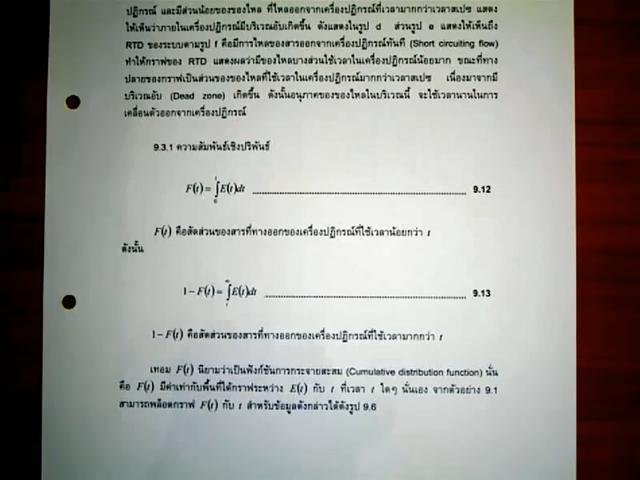 ปฏิกรณ์ และมีส่วนน้อยของของไหล ที่ไหลออกจากเครื่องปฏิกรณ์ที่เวลามากกว่าเวลาสเปซ แสดง
ให้เห็นว่าภายในเครื่องปฏิกรณ์มีบริเวณอับเกิดขึ้น ดังแสดงในรูป d ส่วนรูป e แสดงให้เห็นถึง
RTD ของระบบตามรูป f คือมีการไหลของสารออกจากเครื่องปฏิกรณ์ทันที (Short circuiting flow)
ทำให้กราฟของ RTD แสดงผลว่ามีของไหลบางส่วนใช้เวลาในเครื่องปฏิกรณ์น้อยมาก ขณะที่ทาง
ปลายของกราฟเป็นส่วนของของไหลที่ใช้เวลาในเครื่องปฏิกรณ์มากกว่าเวลาสเปซ เนื่องมาจากมี
บริเวณอับ (Dead zone) เกิดขึ้น ดังนั้นอนุภาคของของไหลในบริเวณนี้ จะใช้เวลานานในการ
เคลื่อนตัวออกจากเครื่องปฏิกรณ์
9.3.1 ความสัมพันธ์เชิงปริพันธ์
F(t) = ∫₀ᵗ E(t)dt ........................................ 9.12
F(t) คือสัดส่วนของสารที่ทางออกของเครื่องปฏิกรณ์ที่ใช้เวลาน้อยกว่า t
ดังนั้น
1 − F(t) = ∫ₜ^∞ E(t)dt ........................................ 9.13
1 − F(t) คือสัดส่วนของสารที่ทางออกของเครื่องปฏิกรณ์ที่ใช้เวลามากกว่า t
เทอม F(t) นิยามว่าเป็นฟังก์ชันการกระจายสะสม (Cumulative distribution function) นั่น
คือ F(t) มีค่าเท่ากับพื้นที่ใต้กราฟระหว่าง E(t) กับ t ที่เวลา t ใดๆ นั่นเอง จากตัวอย่าง 9.1
สามารถพล็อตกราฟ F(t) กับ t สำหรับข้อมูลดังกล่าวได้ดังรูป 9.6